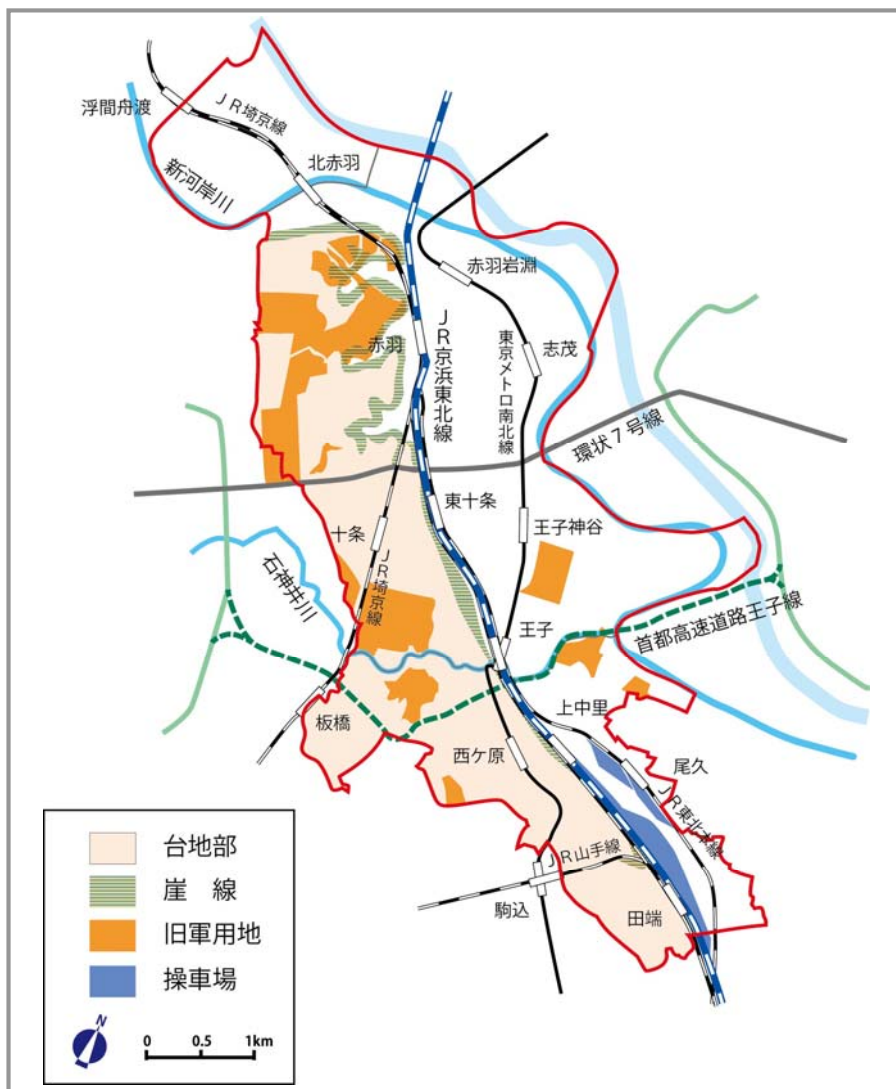 浮間舟渡
JR埼京線
北赤羽
新河岸川
赤羽岩淵
赤羽
JR京浜東北線
東京メトロ南北線
志茂
環状7号線
東十条
王子神谷
十条
JR埼京線
石神井川
王子
首都高速道路王子線
板橋
上中里
西ケ原
尾久
JR東北本線
JR山手線
駒込
田端
台地部
崖　線
旧軍用地
操車場
N
0 0.5 1km